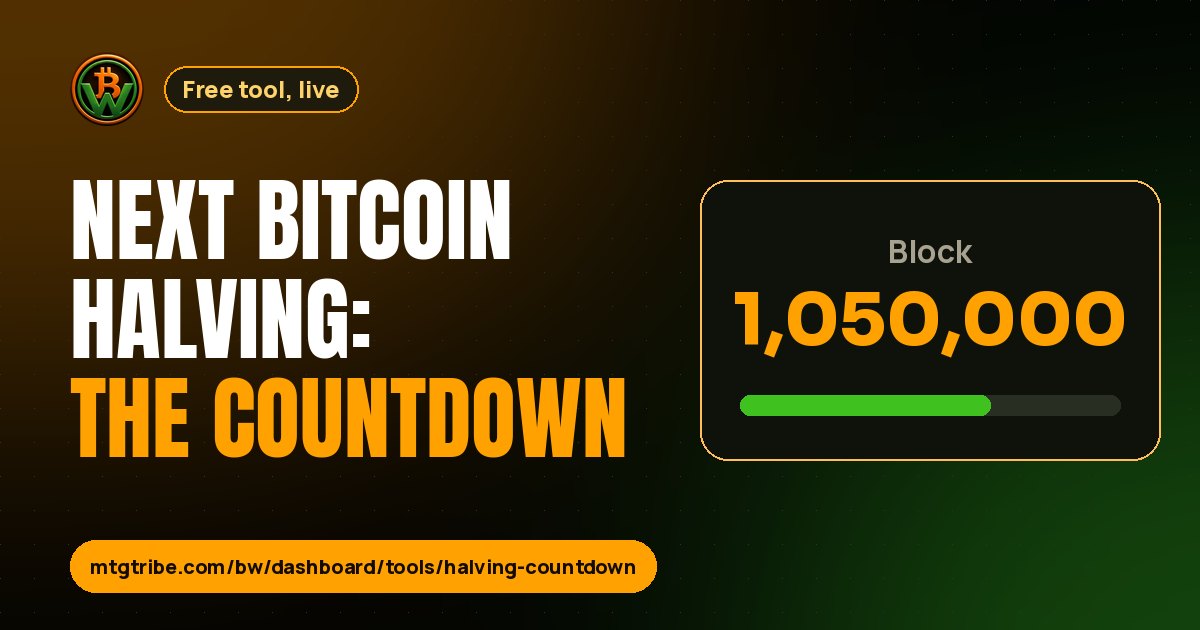 Free tool, live
NEXT BITCOIN
HALVING:
THE COUNTDOWN
Block
1,050,000
mtgtribe.com/bw/dashboard/tools/halving-countdown